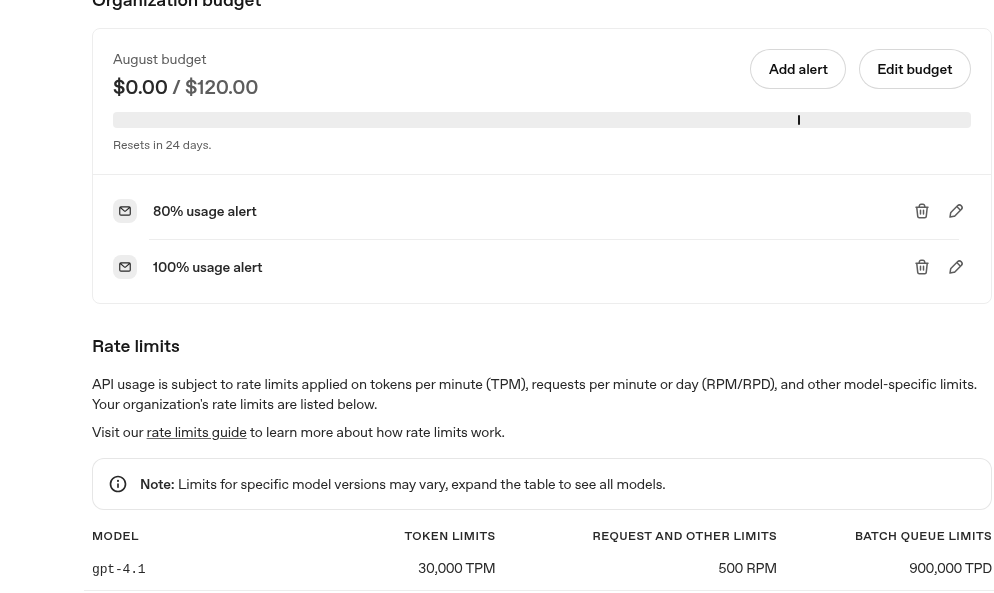 Organization budget
August budget
$0.00 / $120.00
Add alert
Edit budget
Resets in 24 days.
80% usage alert
100% usage alert
Rate limits
API usage is subject to rate limits applied on tokens per minute (TPM), requests per minute or day (RPM/RPD), and other model-specific limits.
Your organization's rate limits are listed below.
Visit our rate limits guide to learn more about how rate limits work.
Note: Limits for specific model versions may vary, expand the table to see all models.
MODEL TOKEN LIMITS REQUEST AND OTHER LIMITS BATCH QUEUE LIMITS
gpt-4.1 30,000 TPM 500 RPM 900,000 TPD